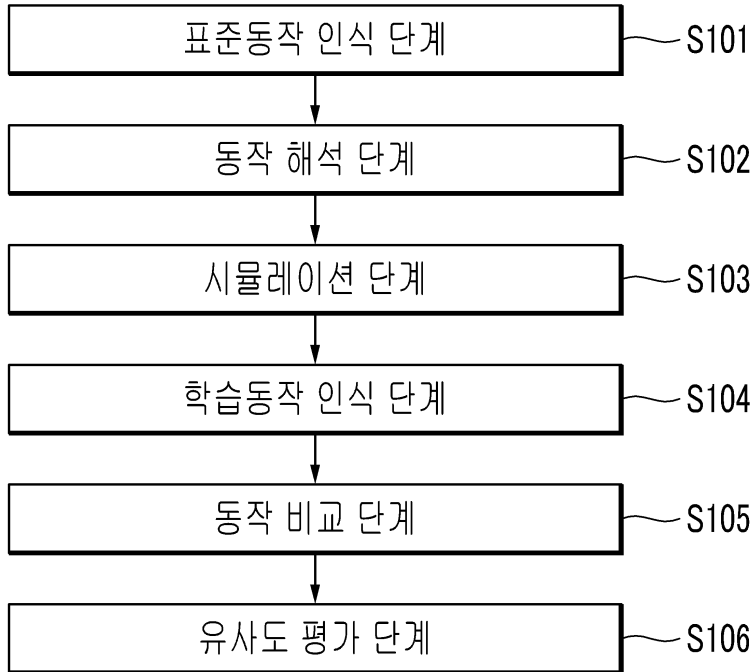 표준동작 인식 단계 S101
동작 해석 단계 S102
시뮬레이션 단계 S103
학습동작 인식 단계 S104
동작 비교 단계 S105
유사도 평가 단계 S106